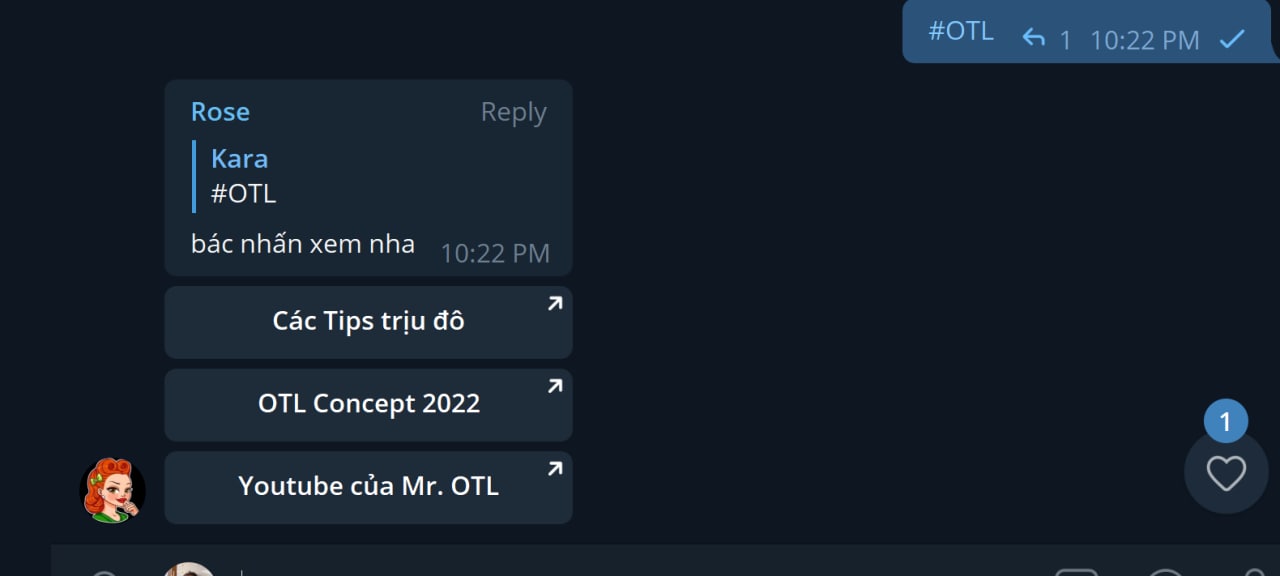 #OTL 1 10:22 PM
Rose Reply
Kara
#OTL
bác nhấn xem nha 10:22 PM
Các Tips trịu đô
OTL Concept 2022
Youtube của Mr. OTL
1